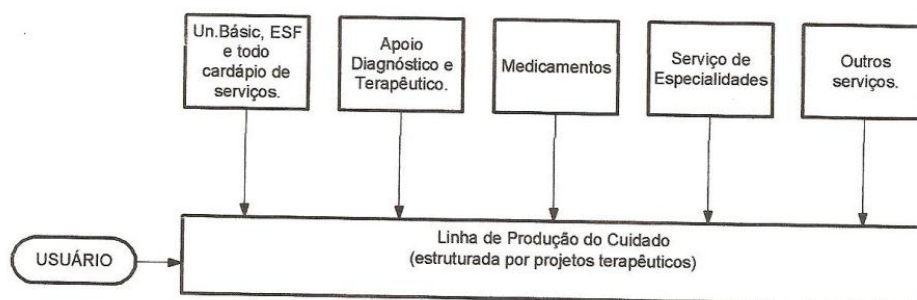 Un.Básic, ESF
e todo
cardápio de
serviços.
Apoio
Diagnóstico e
Terapêutico.
Medicamentos
Serviço de
Especialidades
Outros
serviços.
Linha de Produção do Cuidado
(estruturada por projetos terapêuticos)
USUÁRIO